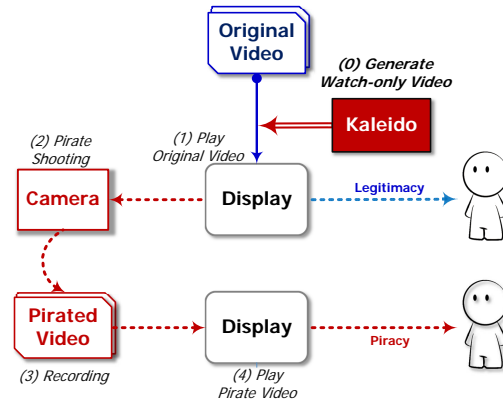 Original
Video
(0) Generate
Watch-only Video
Kaleido
(1) Play
Original Video
(2) Pirate
Shooting
Camera
Display
Legitimacy
Pirated
Video
Display
Piracy
(3) Recording
(4) Play
Pirate Video